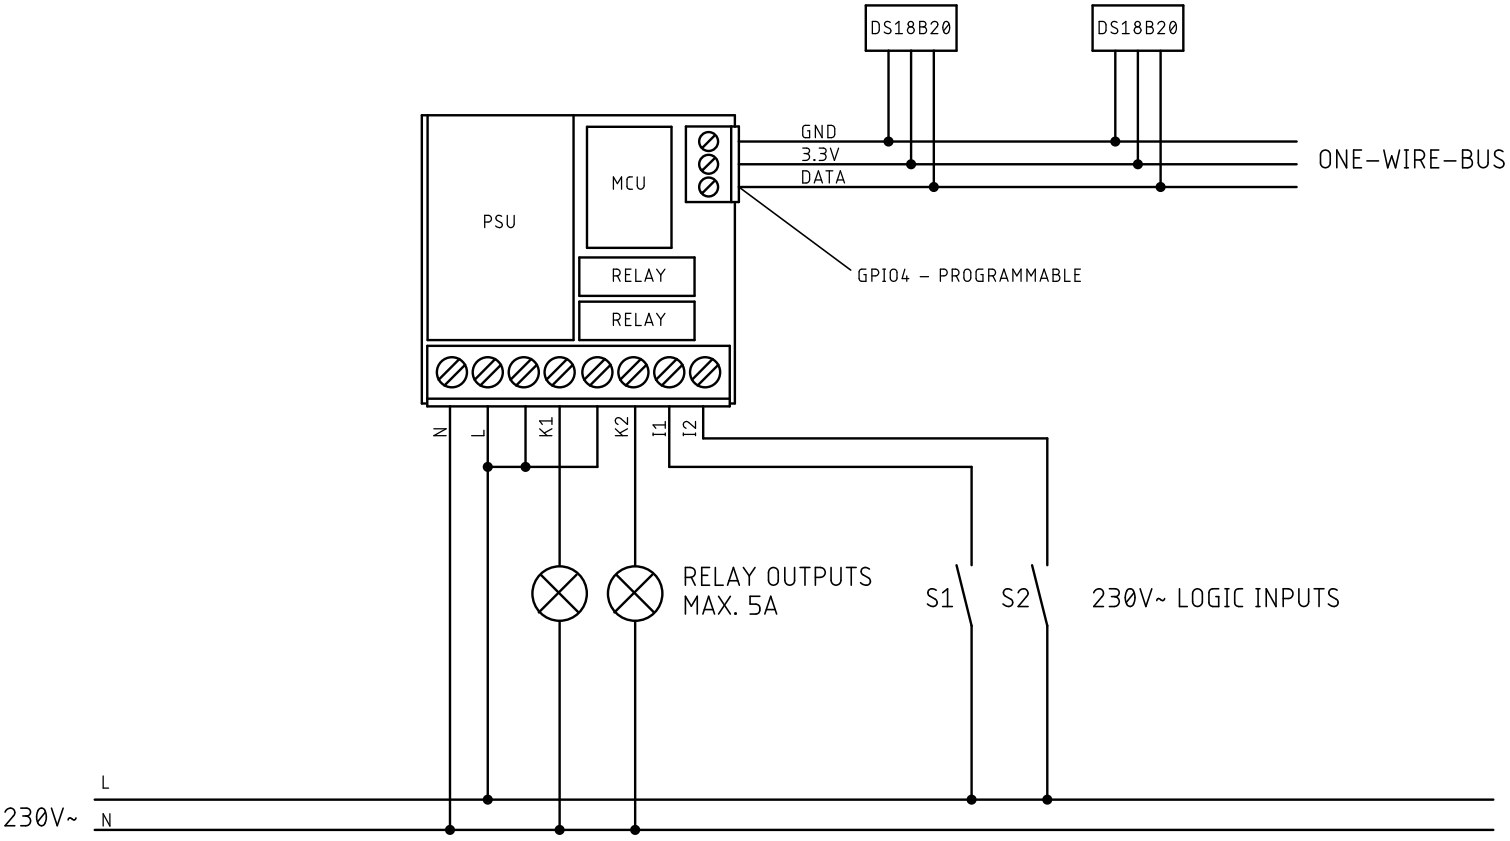 DS18B20
DS18B20
GND
3.3V
DATA
ONE-WIRE-BUS
MCU
PSU
GPIO4 - PROGRAMMABLE
RELAY
RELAY
N
L
K1
K2
I1
I2
RELAY OUTPUTS
MAX. 5A
S1
S2
230V~ LOGIC INPUTS
L
230V~
N